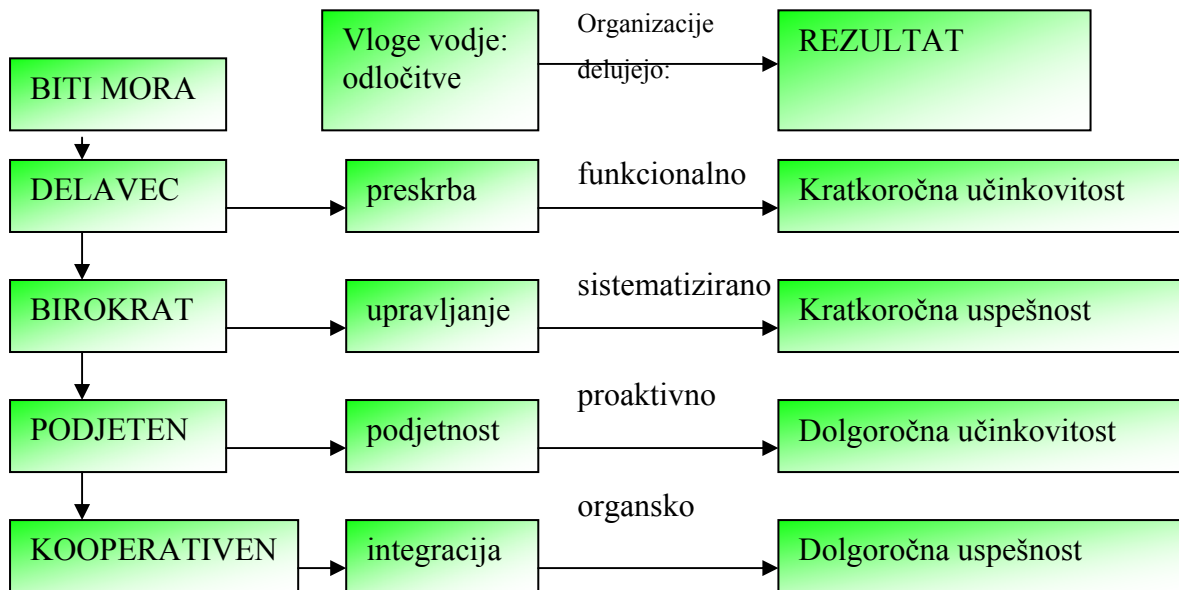 Vloge vodje:
odločitve
Organizacije
delujejo:
REZULTAT
BITI MORA
DELAVEC
preskrba
funkcionalno
Kratkoročna učinkovitost
BIROKRAT
upravljanje
sistematizirano
Kratkoročna uspešnost
PODJETEN
podjetnost
proaktivno
Dolgoročna učinkovitost
KOOPERATIVEN
integracija
organsko
Dolgoročna uspešnost